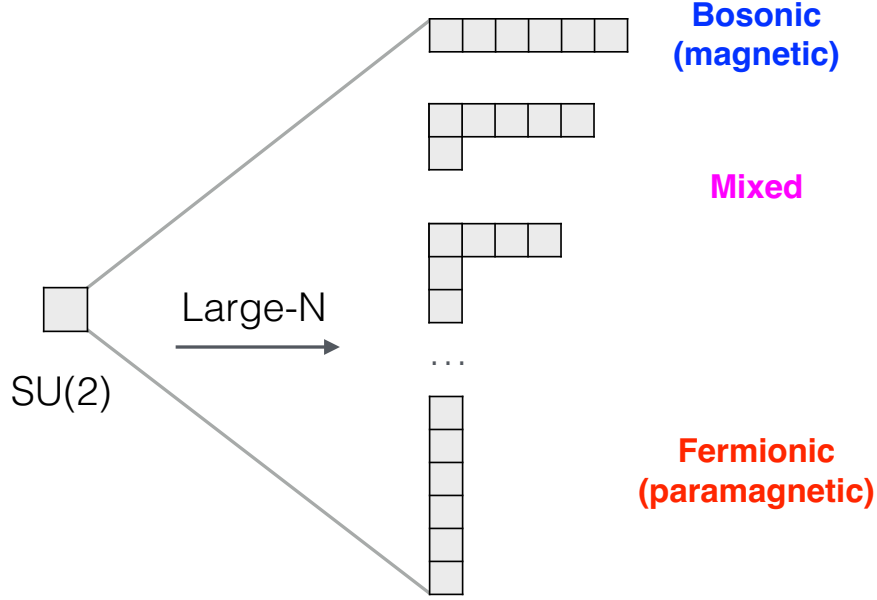 Bosonic
(magnetic)
Mixed
Large-N
SU(2)
...
Fermionic
(paramagnetic)